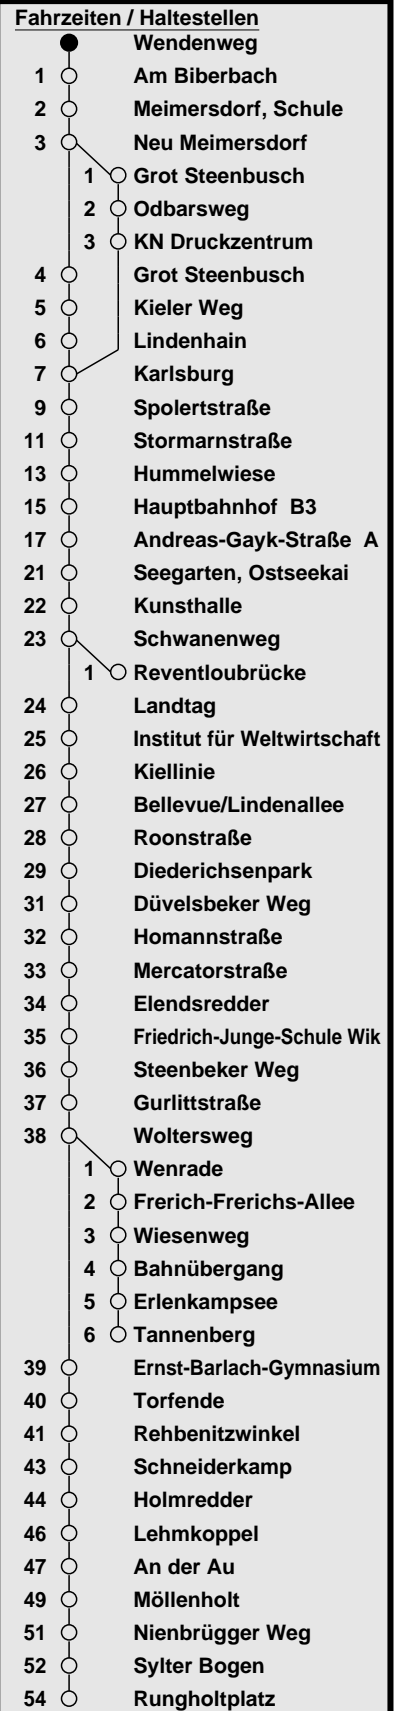 Fahrzeiten / Haltestellen
Wendenweg
1 Am Biberbach
2 Meimersdorf, Schule
3 Neu Meimersdorf
1 Grot Steenbusch
2 Odbarsweg
3 KN Druckzentrum
4 Grot Steenbusch
5 Kieler Weg
6 Lindenhain
7 Karlsburg
9 Spolertstraße
11 Stormarnstraße
13 Hummelwiese
15 Hauptbahnhof B3
17 Andreas-Gayk-Straße A
21 Seegarten, Ostseekai
22 Kunsthalle
23 Schwanenweg
1 Reventloubrücke
24 Landtag
25 Institut für Weltwirtschaft
26 Kiellinie
27 Bellevue/Lindenallee
28 Roonstraße
29 Diederichsenpark
31 Düvelsbeker Weg
32 Homannstraße
33 Mercatorstraße
34 Elendsredder
35 Friedrich-Junge-Schule Wik
36 Steenbeker Weg
37 Gurlittstraße
38 Woltersweg
1 Wenrade
2 Frerich-Frerichs-Allee
3 Wiesenweg
4 Bahnübergang
5 Erlenkampsee
6 Tannenberg
39 Ernst-Barlach-Gymnasium
40 Torfende
41 Rehbenitzwinkel
43 Schneiderkamp
44 Holmredder
46 Lehmkoppel
47 An der Au
49 Möllenholt
51 Nienbrügger Weg
52 Sylter Bogen
54 Rungholtplatz